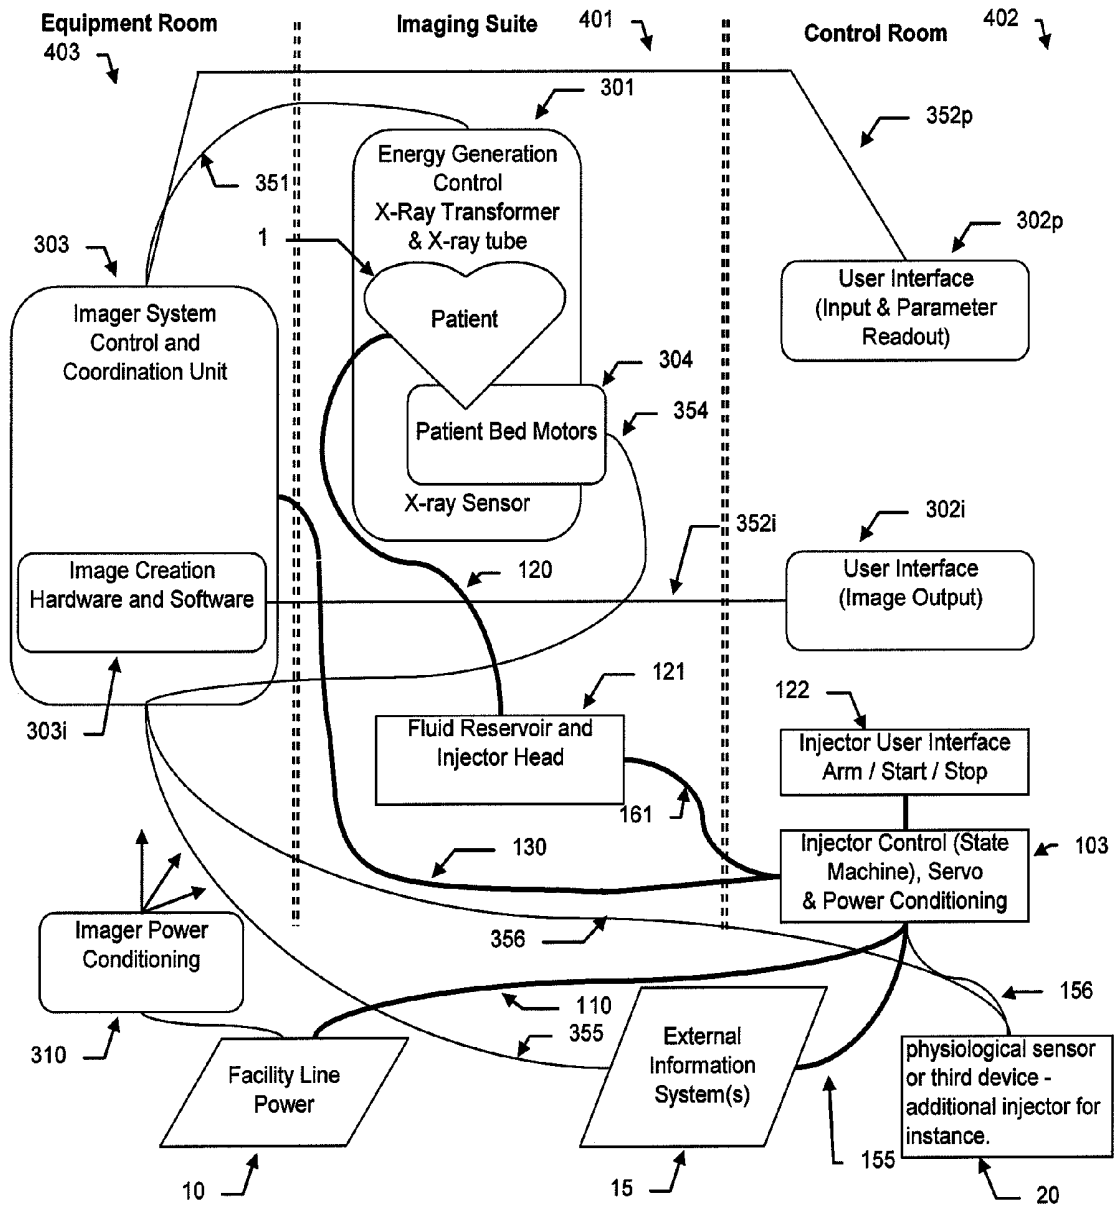 Equipment Room
Imaging Suite
Control Room
403
401
402
301
352p
351
Energy Generation
Control
X-Ray Transformer
& X-ray tube
1
303
302p
Imager System
Control and
Coordination Unit
Patient
User Interface
(Input & Parameter
Readout)
304
354
Patient Bed Motors
X-ray Sensor
352i
302i
Image Creation
Hardware and Software
120
User Interface
(Image Output)
303i
121
122
Fluid Reservoir and
Injector Head
Injector User Interface
Arm / Start / Stop
161
130
Injector Control (State
Machine), Servo
& Power Conditioning
103
Imager Power
Conditioning
356
110
156
310
355
Facility Line
Power
External
Information
System(s)
physiological sensor
or third device -
additional injector for
instance.
155
10
15
20